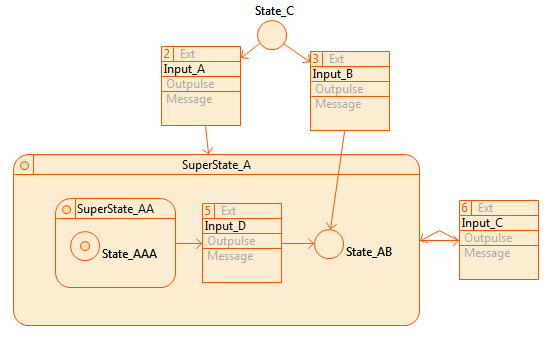 State_C
2 Ext
Input_A
Outpulse
Message
3 Ext
Input_B
Outpulse
Message
SuperState_A
SuperState_AA
State_AAA
5 Ext
Input_D
Outpulse
Message
State_AB
6 Ext
Input_C
Outpulse
Message